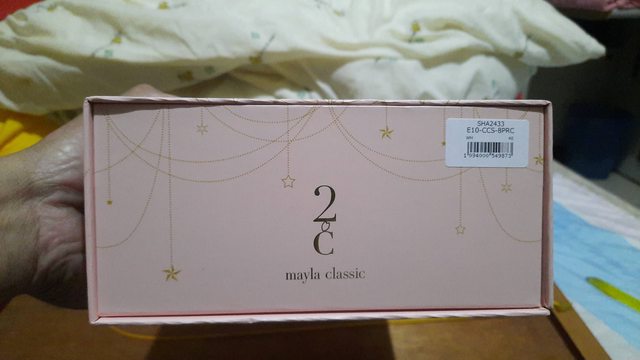 SHA2433
E10-CCS-8PRC
2
&
C
mayla classic